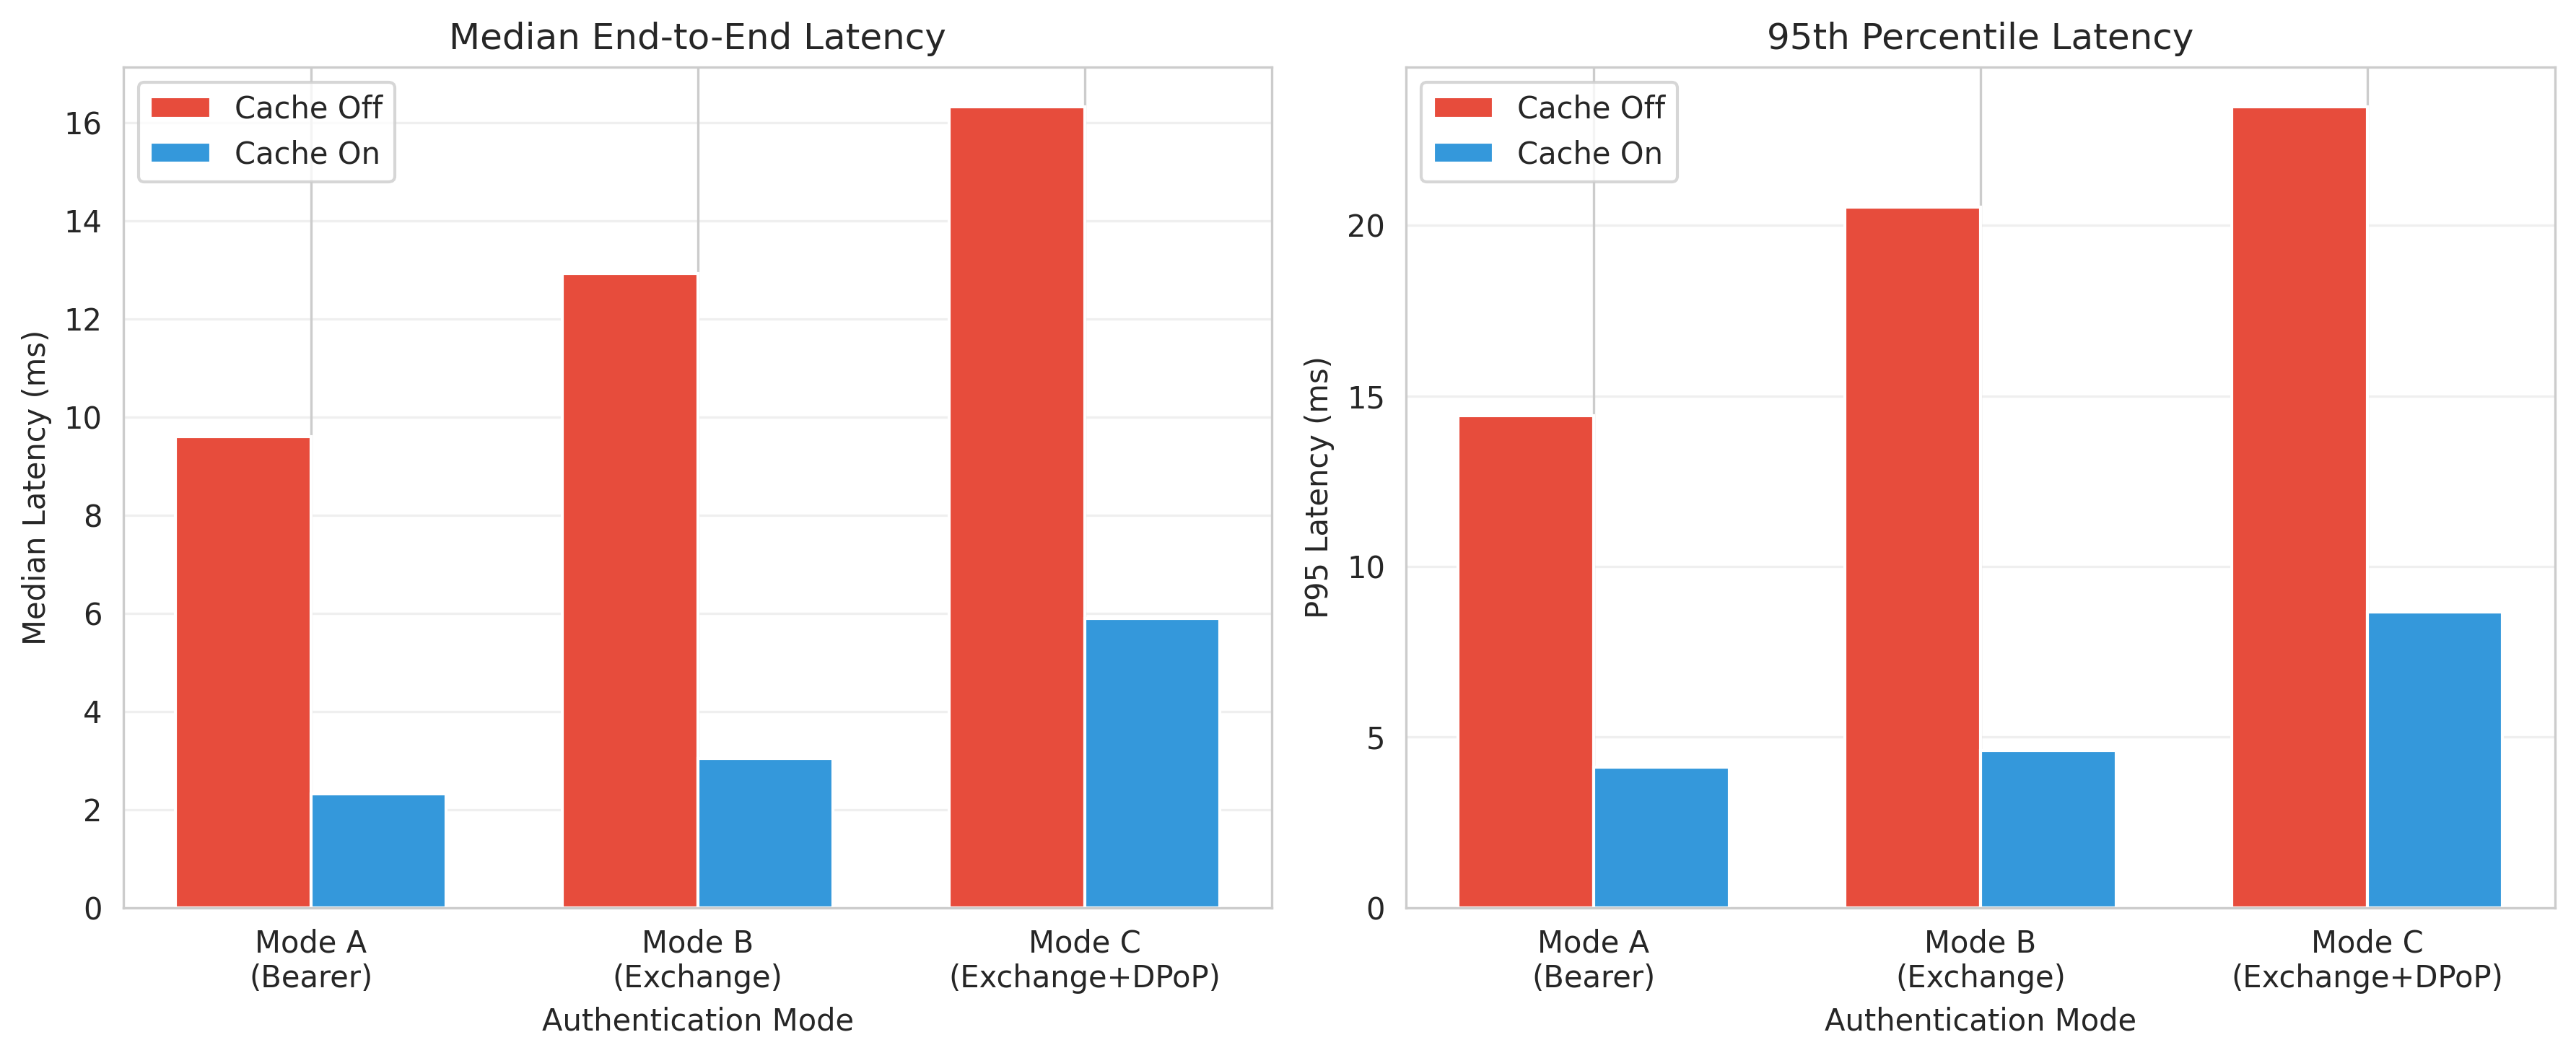 Median End-to-End Latency
Cache Off
Cache On
16
14
12
10
8
6
4
2
0
Median Latency (ms)
Mode A
(Bearer)
Mode B
(Exchange)
Mode C
(Exchange+DPoP)
Authentication Mode
95th Percentile Latency
Cache Off
Cache On
20
15
10
5
0
P95 Latency (ms)
Mode A
(Bearer)
Mode B
(Exchange)
Mode C
(Exchange+DPoP)
Authentication Mode